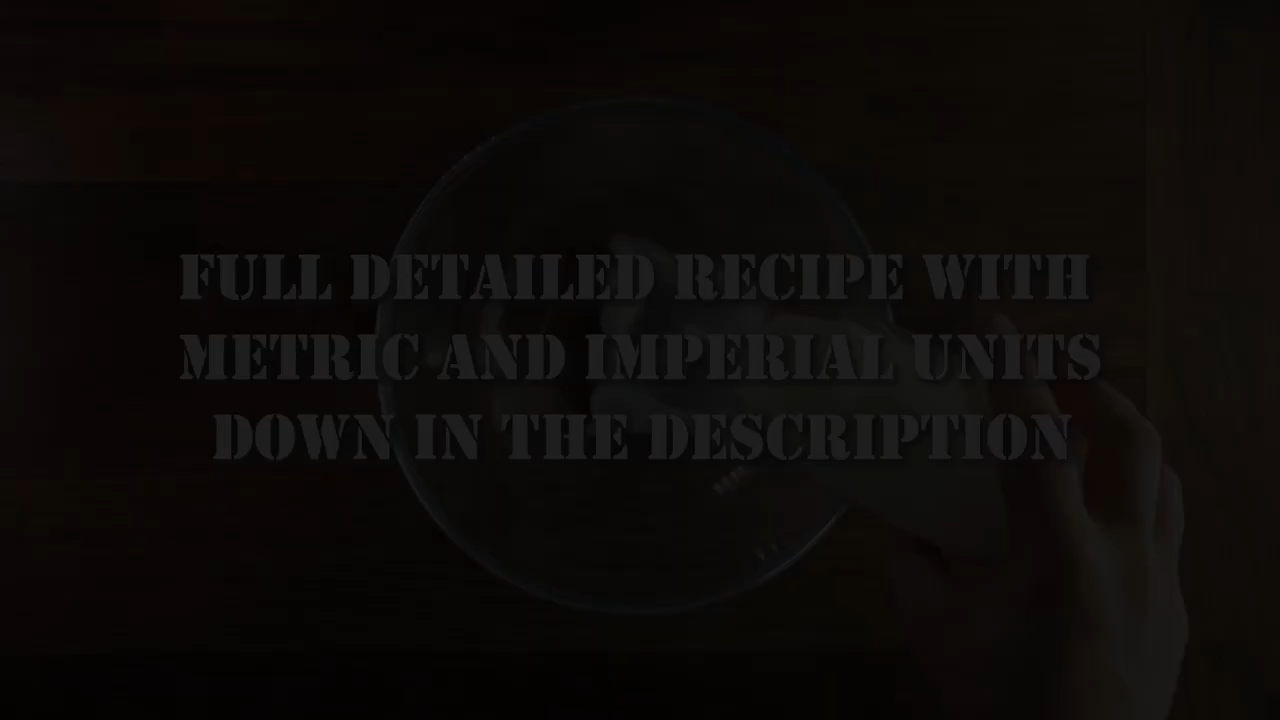 FULL DETAILED RECIPE WITH
METRIC AND IMPERIAL UNITS
DOWN IN THE DESCRIPTION